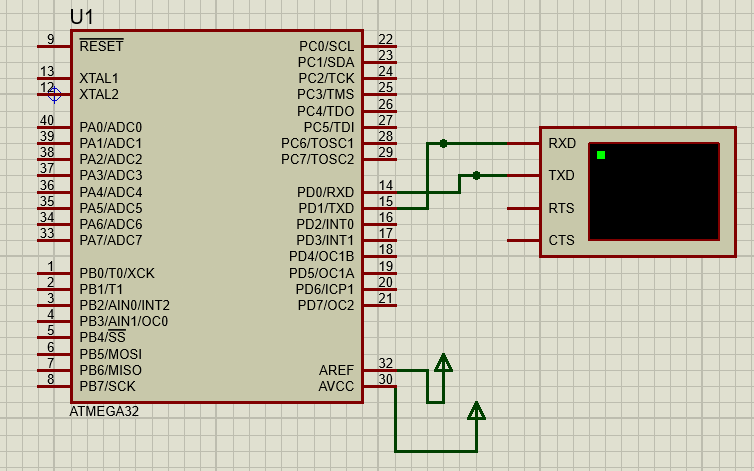 U1
9 RESET
13 XTAL1
12 XTAL2
40 PA0/ADC0
39 PA1/ADC1
38 PA2/ADC2
37 PA3/ADC3
36 PA4/ADC4
35 PA5/ADC5
34 PA6/ADC6
33 PA7/ADC7
1 PB0/T0/XCK
2 PB1/T1
3 PB2/AIN0/INT2
4 PB3/AIN1/OC0
5 PB4/SS
6 PB5/MOSI
7 PB6/MISO
8 PB7/SCK
PC0/SCL 22
PC1/SDA 23
PC2/TCK 24
PC3/TMS 25
PC4/TDO 26
PC5/TDI 27
PC6/TOSC1 28
PC7/TOSC2 29
PD0/RXD 14
PD1/TXD 15
PD2/INT0 16
PD3/INT1 17
PD4/OC1B 18
PD5/OC1A 19
PD6/ICP1 20
PD7/OC2 21
AREF 32
AVCC 30
ATMEGA32
RXD
TXD
RTS
CTS